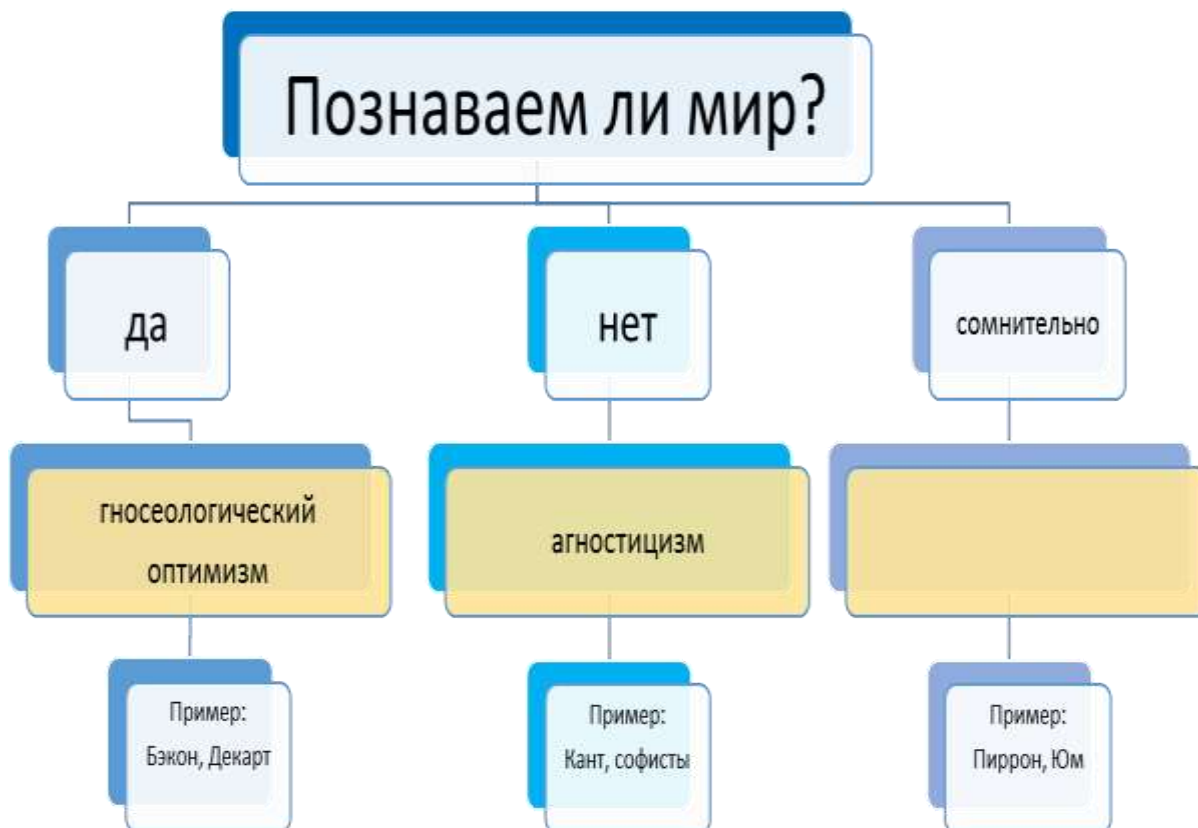 Познаваем ли мир?
да
нет
сомнительно
гносеологический
оптимизм
агностицизм
Пример:
Бэкон, Декарт
Пример:
Кант, софисты
Пример:
Пиррон, Юм